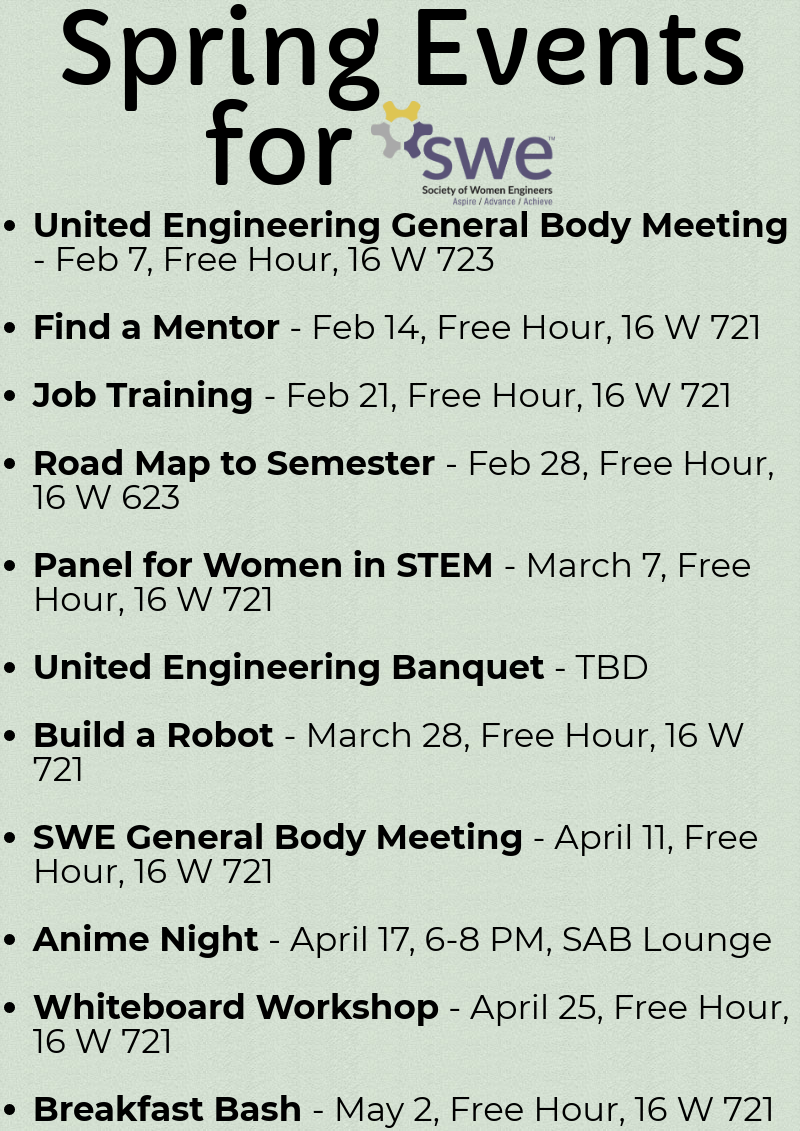 Spring Events
for swe™
Society of Women Engineers
Aspire / Advance / Achieve
• United Engineering General Body Meeting
- Feb 7, Free Hour, 16 W 723
• Find a Mentor - Feb 14, Free Hour, 16 W 721
• Job Training - Feb 21, Free Hour, 16 W 721
• Road Map to Semester - Feb 28, Free Hour,
16 W 623
• Panel for Women in STEM - March 7, Free
Hour, 16 W 721
• United Engineering Banquet - TBD
• Build a Robot - March 28, Free Hour, 16 W
721
• SWE General Body Meeting - April 11, Free
Hour, 16 W 721
• Anime Night - April 17, 6-8 PM, SAB Lounge
• Whiteboard Workshop - April 25, Free Hour,
16 W 721
• Breakfast Bash - May 2, Free Hour, 16 W 721